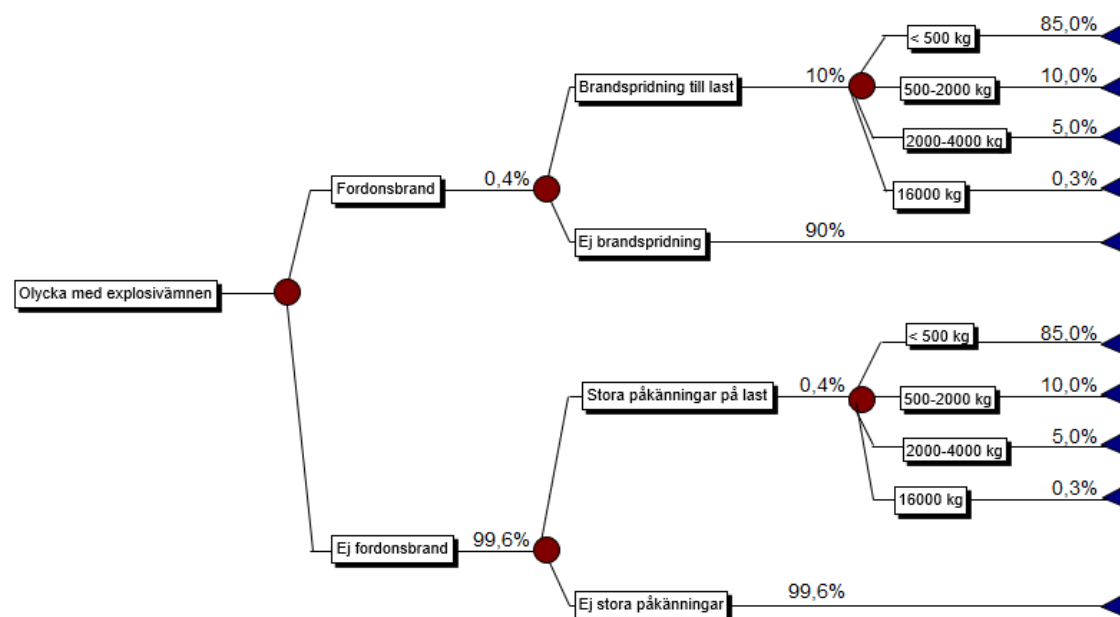 < 500 kg 85,0%
Brandspridning till last 10% 500-2000 kg 10,0%
2000-4000 kg 5,0%
Fordonsbrand 0,4% 16000 kg 0,3%
Ej brandspridning 90%
Olycka med explosivämnen
< 500 kg 85,0%
Stora påkänningar på last 0,4% 500-2000 kg 10,0%
2000-4000 kg 5,0%
16000 kg 0,3%
Ej fordonsbrand 99,6%
Ej stora påkänningar 99,6%